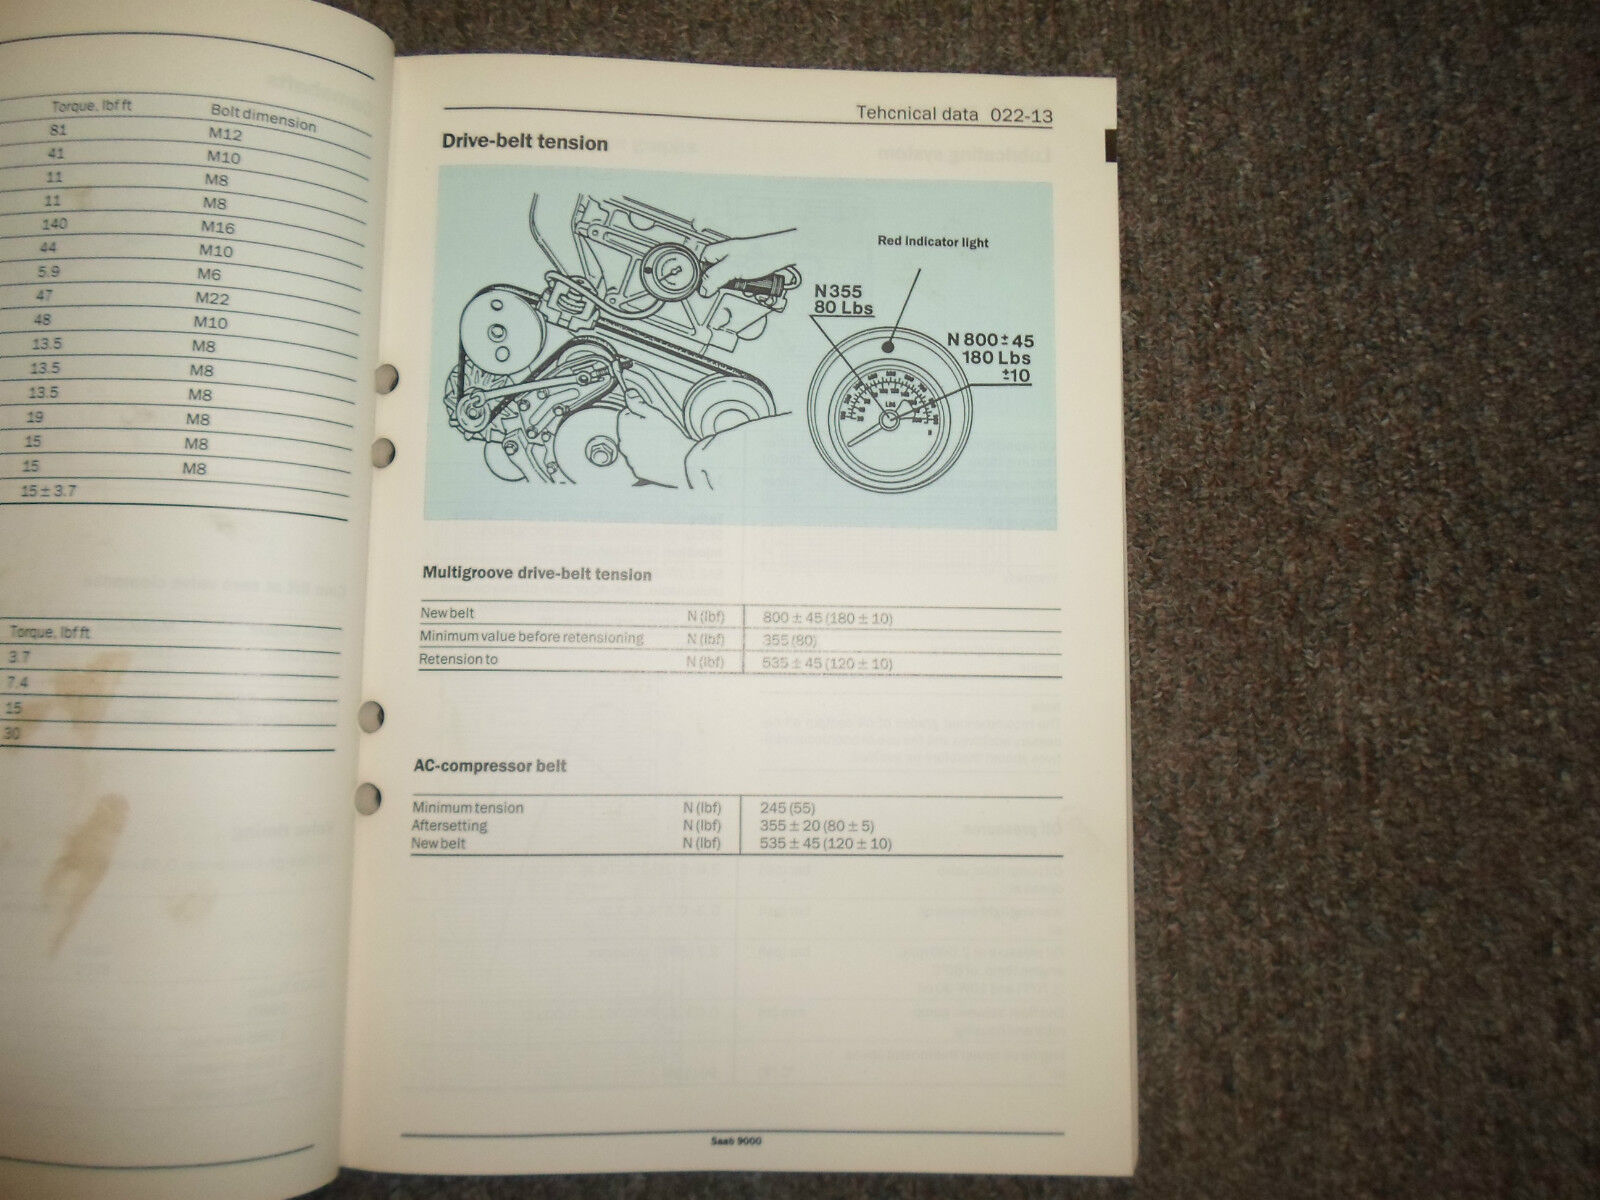 Torque, lbf ft Bolt dimension
81 M12
41 M10
11 M8
11 M8
140 M16
44 M10
5.9 M6
47 M22
48 M10
13.5 M8
13.5 M8
13.5 M8
19 M8
15 M8
15 M8
15 ± 3.7
Torque, lbf ft
3.7
7.4
15
30
Tehcnical data 022-13
Drive-belt tension
Red indicator light
N 355
80 Lbs
N 800 ± 45
180 Lbs
±10
Multigroove drive-belt tension
New belt N (lbf) 800 ± 45 (180 ± 10)
Minimum value before retensioning N (lbf) 355 (80)
Retension to N (lbf) 535 ± 45 (120 ± 10)
AC-compressor belt
Minimum tension N (lbf) 245 (55)
Aftersetting N (lbf) 355 ± 20 (80 ± 5)
New belt N (lbf) 535 ± 45 (120 ± 10)
Saab 9000